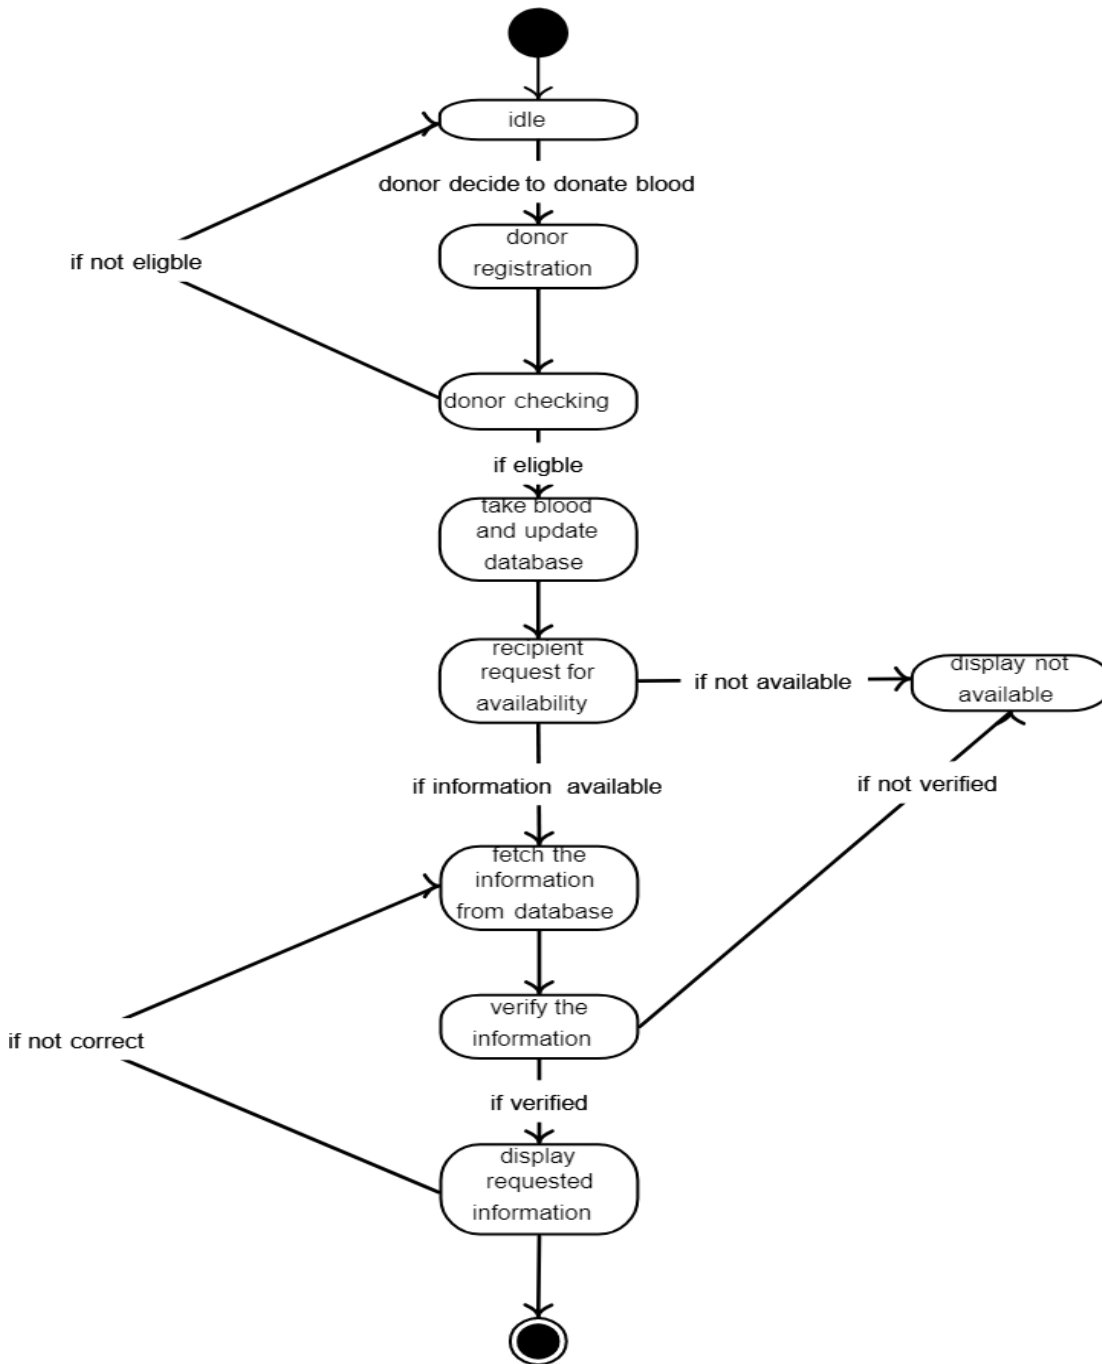 idle
donor decide to donate blood
donor
registration
if not eligble
donor checking
if eligble
take blood
and update
database
recipient
request for
availability
if not available
display not
available
if information available
if not verified
fetch the
information
from database
verify the
information
if not correct
if verified
display
requested
information